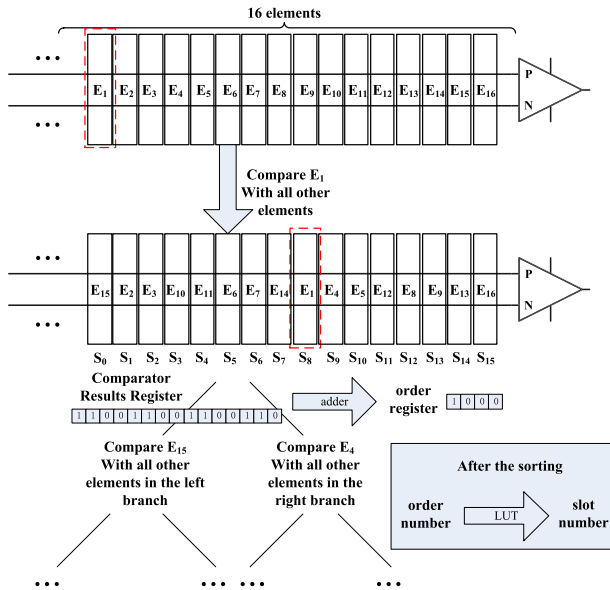 16 elements
...
E₁ E₂ E₃ E₄ E₅ E₆ E₇ E₈ E₉ E₁₀ E₁₁ E₁₂ E₁₃ E₁₄ E₁₅ E₁₆
P
N
...
Compare E₁
With all other
elements
...
E₁₅ E₂ E₃ E₁₀ E₁₁ E₆ E₇ E₁₄ E₁ E₄ E₅ E₁₂ E₈ E₉ E₁₃ E₁₆
P
N
...
S₀ S₁ S₂ S₃ S₄ S₅ S₆ S₇ S₈ S₉ S₁₀ S₁₁ S₁₂ S₁₃ S₁₄ S₁₅
Comparator
Results Register
1 1 0 0 1 1 0 0 1 1 0 0 1 1 0
adder
order
register
1 0 0 0
Compare E₁₅
With all other
elements in the left
branch
Compare E₄
With all other
elements in the
right branch
After the sorting
order
number
LUT
slot
number
... ... ... ...